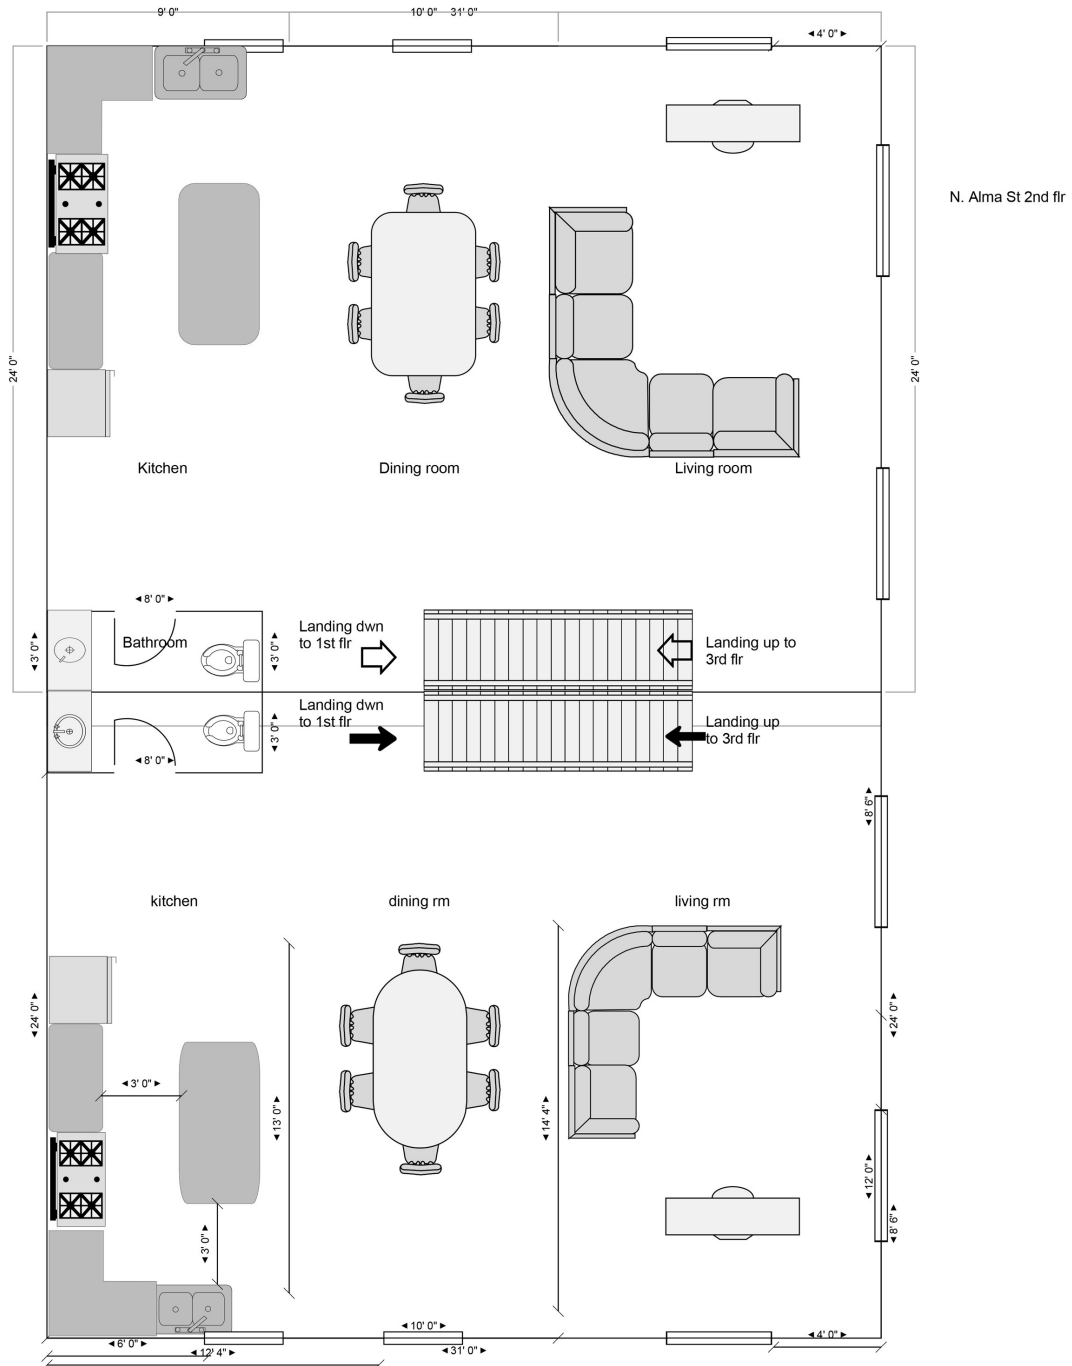 9' 0"
10' 0"
31' 0"
4' 0"
N. Alma St 2nd flr
24' 0"
24' 0"
Kitchen
Dining room
Living room
8' 0"
Bathroom
3' 0"
3' 0"
Landing dwn
to 1st flr
Landing up to
3rd flr
Landing dwn
to 1st flr
Landing up
to 3rd flr
3' 0"
8' 0"
8' 6"
kitchen
dining rm
living rm
24' 0"
24' 0"
3' 0"
13' 0"
14' 4"
12' 0"
8' 6"
3' 0"
10' 0"
4' 0"
6' 0"
12' 4"
31' 0"